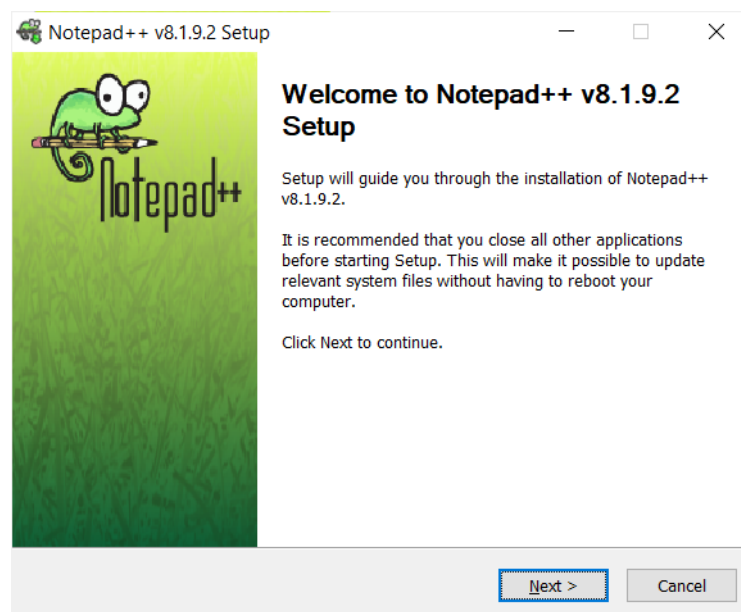 Notepad++ v8.1.9.2 Setup
Notepad++
Welcome to Notepad++ v8.1.9.2
Setup
Setup will guide you through the installation of Notepad++
v8.1.9.2.
It is recommended that you close all other applications
before starting Setup. This will make it possible to update
relevant system files without having to reboot your
computer.
Click Next to continue.
Next >
Cancel